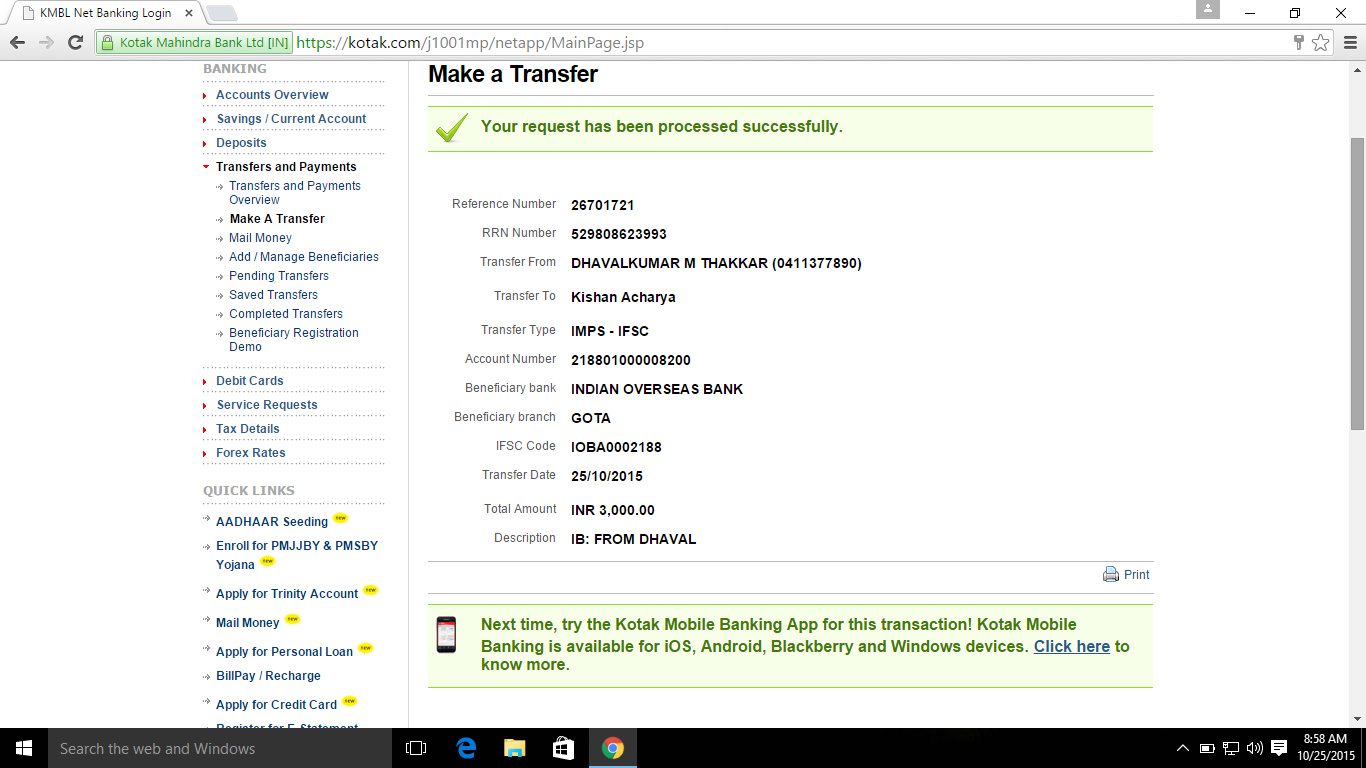 KMBL Net Banking Login
Kotak Mahindra Bank Ltd [IN]
https://kotak.com/j1001mp/netapp/MainPage.jsp
BANKING
Accounts Overview
Savings / Current Account
Deposits
Transfers and Payments
Transfers and Payments
Overview
Make A Transfer
Mail Money
Add / Manage Beneficiaries
Pending Transfers
Saved Transfers
Completed Transfers
Beneficiary Registration
Demo
Debit Cards
Service Requests
Tax Details
Forex Rates
QUICK LINKS
AADHAAR Seeding new
Enroll for PMJJBY & PMSBY
Yojana new
Apply for Trinity Account new
Mail Money new
Apply for Personal Loan new
BillPay / Recharge
Apply for Credit Card new
Register for E-Statement
Make a Transfer
Your request has been processed successfully.
Reference Number 26701721
RRN Number 529808623993
Transfer From DHAVALKUMAR M THAKKAR (0411377890)
Transfer To Kishan Acharya
Transfer Type IMPS - IFSC
Account Number 218801000008200
Beneficiary bank INDIAN OVERSEAS BANK
Beneficiary branch GOTA
IFSC Code IOBA0002188
Transfer Date 25/10/2015
Total Amount INR 3,000.00
Description IB: FROM DHAVAL
Print
Next time, try the Kotak Mobile Banking App for this transaction! Kotak Mobile
Banking is available for iOS, Android, Blackberry and Windows devices. Click here to
know more.
Search the web and Windows
8:58 AM
10/25/2015